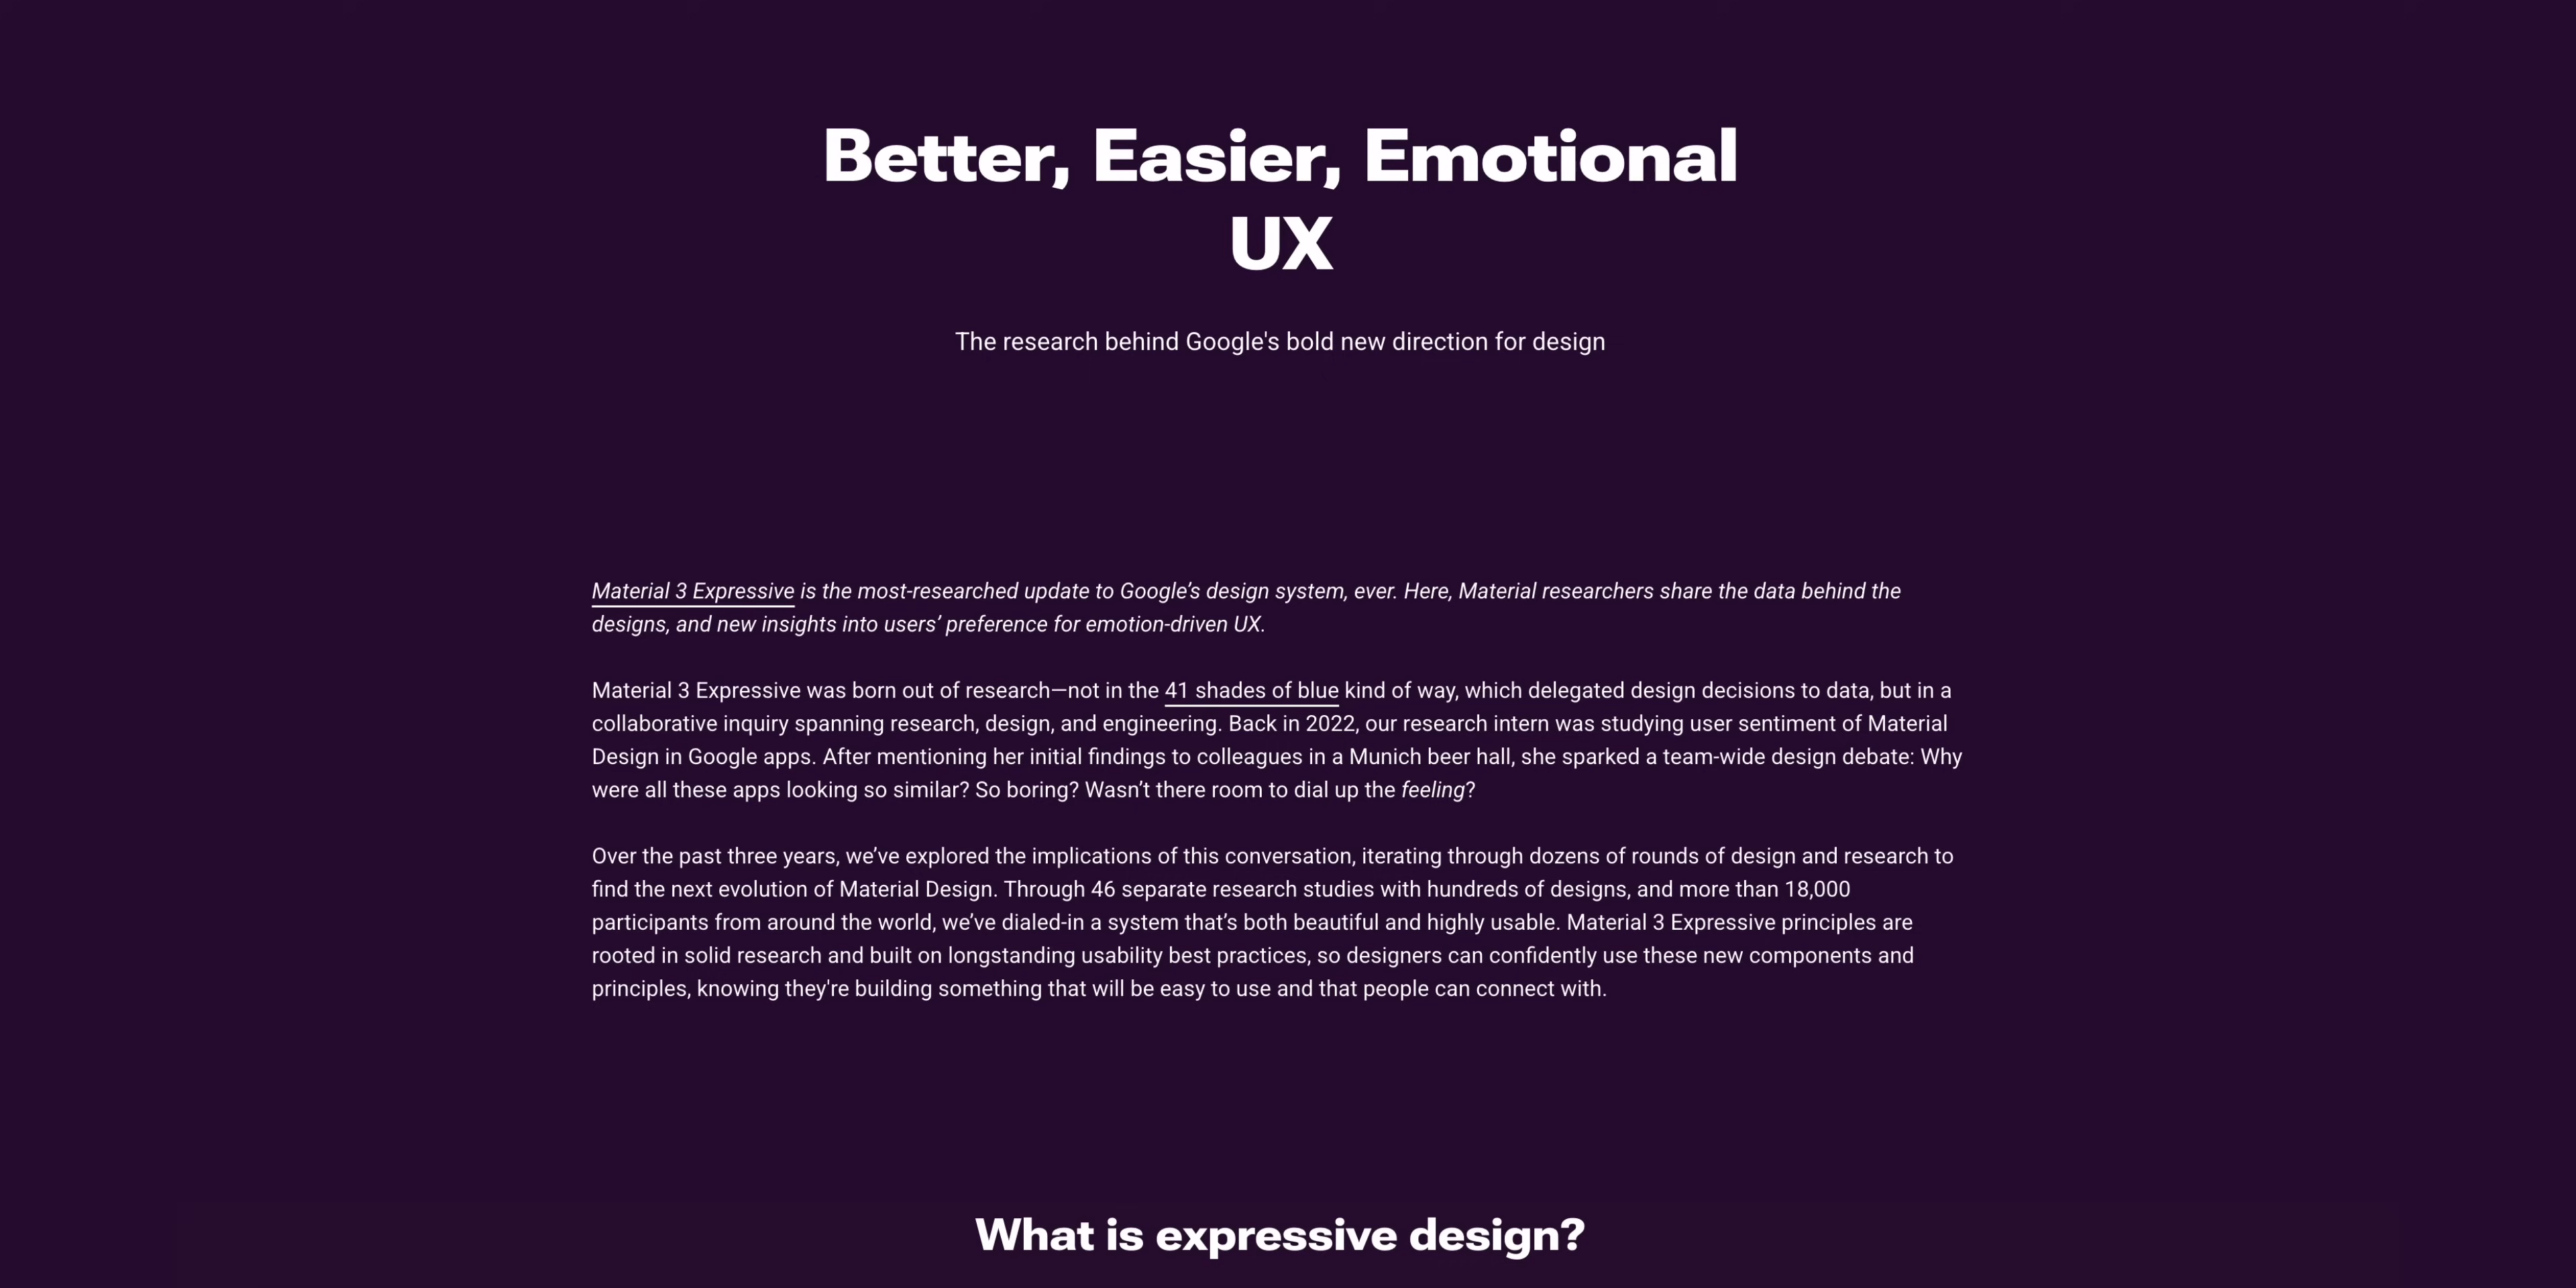 Better, Easier, Emotional
UX
The research behind Google's bold new direction for design
Material 3 Expressive is the most-researched update to Google’s design system, ever. Here, Material researchers share the data behind the
designs, and new insights into users’ preference for emotion-driven UX.
Material 3 Expressive was born out of research—not in the 41 shades of blue kind of way, which delegated design decisions to data, but in a
collaborative inquiry spanning research, design, and engineering. Back in 2022, our research intern was studying user sentiment of Material
Design in Google apps. After mentioning her initial findings to colleagues in a Munich beer hall, she sparked a team-wide design debate: Why
were all these apps looking so similar? So boring? Wasn’t there room to dial up the feeling?
Over the past three years, we’ve explored the implications of this conversation, iterating through dozens of rounds of design and research to
find the next evolution of Material Design. Through 46 separate research studies with hundreds of designs, and more than 18,000
participants from around the world, we’ve dialed-in a system that’s both beautiful and highly usable. Material 3 Expressive principles are
rooted in solid research and built on longstanding usability best practices, so designers can confidently use these new components and
principles, knowing they're building something that will be easy to use and that people can connect with.
What is expressive design?